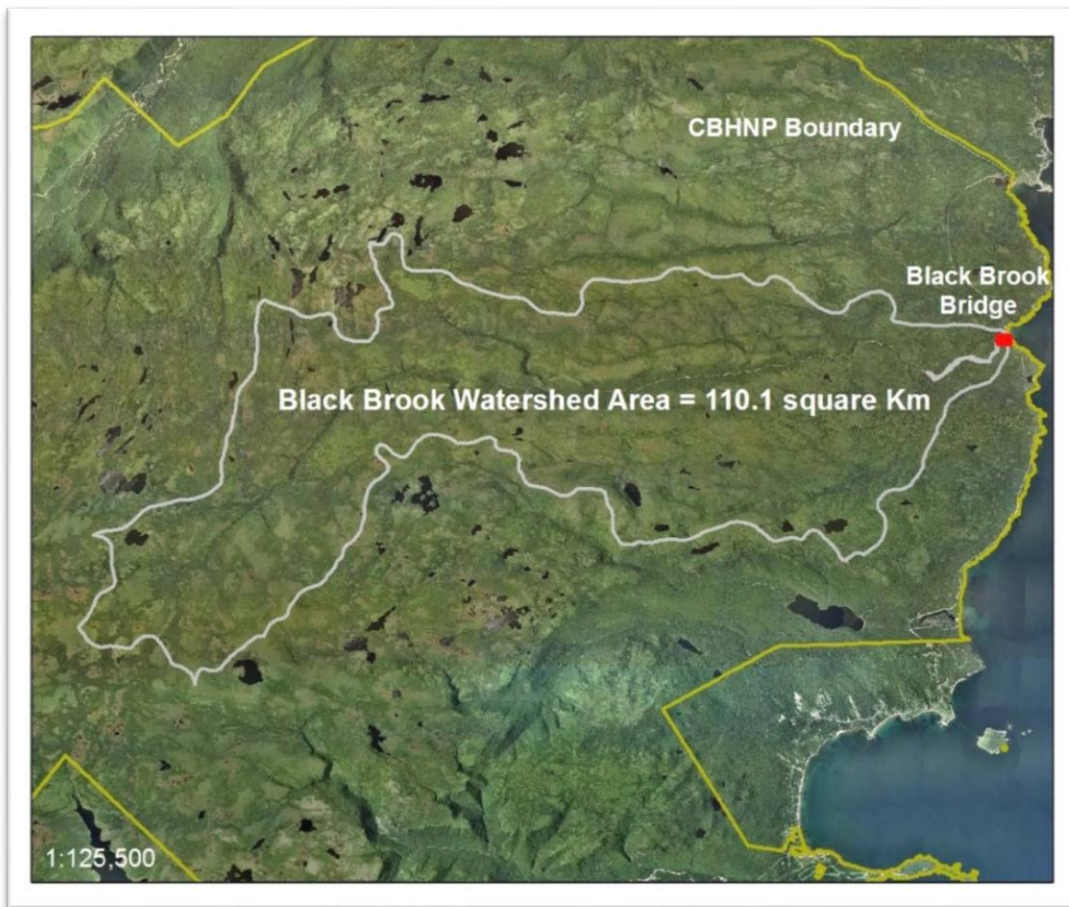 CBHNP Boundary
Black Brook
Bridge
Black Brook Watershed Area = 110.1 square Km
1:125,500